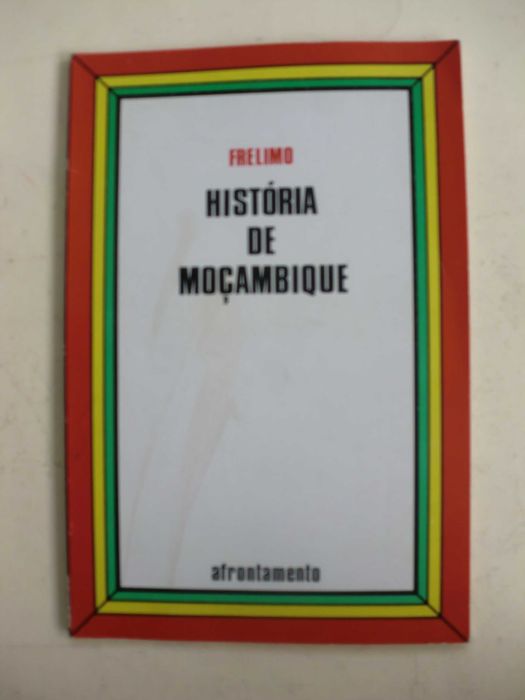 FRELIMO
HISTÓRIA
DE
MOÇAMBIQUE
afrontamento